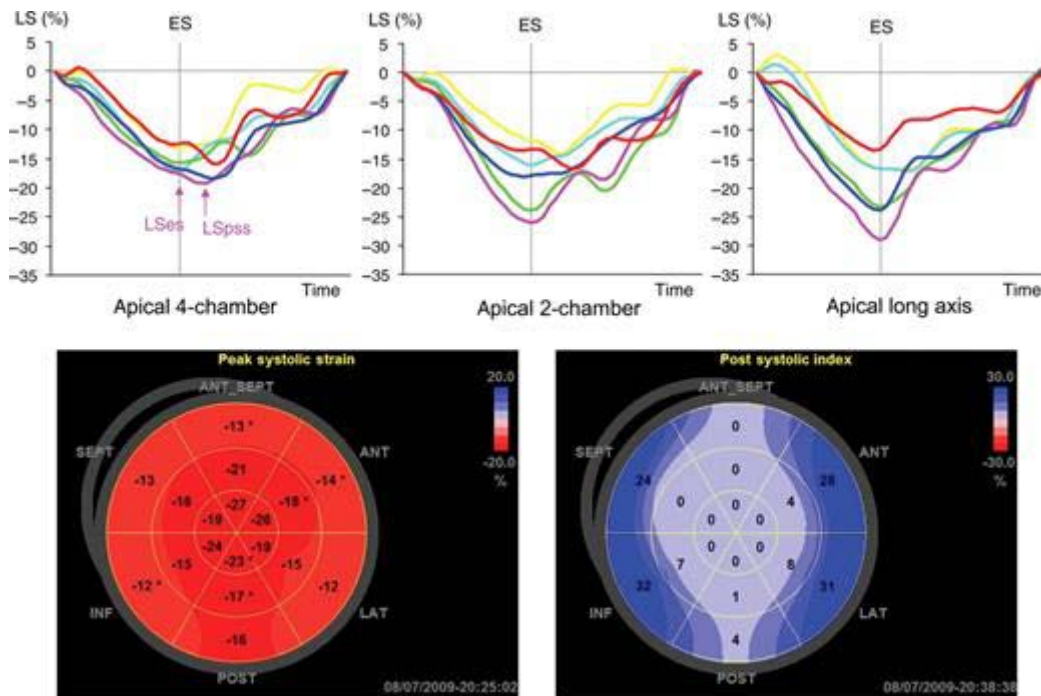 LS (%) ES
5
0
–5
–10
–15
–20
–25
–30
–35
LSes LSpss
Time
Apical 4-chamber
LS (%) ES
5
0
–5
–10
–15
–20
–25
–30
–35
Time
Apical 2-chamber
LS (%) ES
5
0
–5
–10
–15
–20
–25
–30
–35
Time
Apical long axis
Peak systolic strain
ANT_SEPT
20.0
-20.0
%
SEPT
ANT
INF
LAT
POST
-13 *
-21
-13
-14 *
-16
-18 *
-27
-19
-26
-24
-19
-23 *
-15
-15
-12 *
-12
-17 *
-16
08/07/2009-20:25:02
Post systolic index
ANT_SEPT
30.0
-30.0
%
SEPT
ANT
INF
LAT
POST
0
0
24
28
0
4
0
0
0
0
0
0
7
8
32
31
1
4
08/07/2009-20:38:38